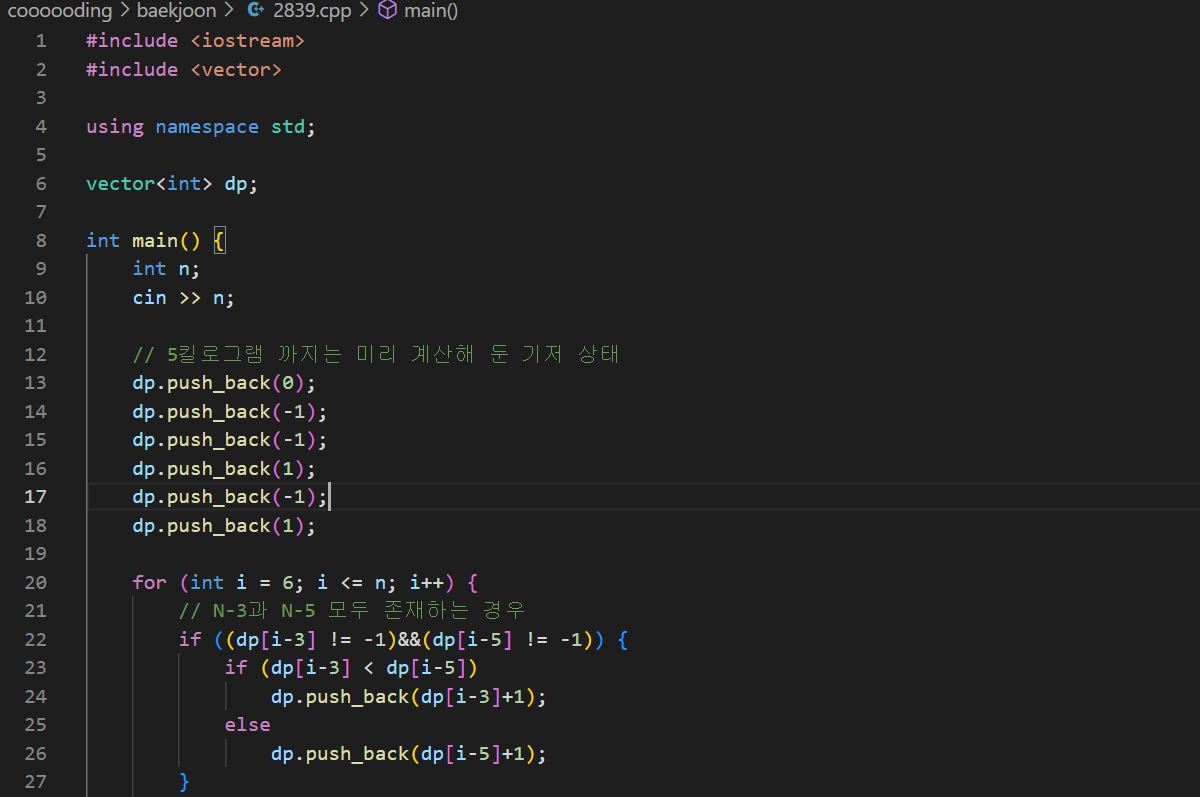 coooooding > baekjoon > 2839.cpp > main()
1 #include <iostream>
2 #include <vector>
3
4 using namespace std;
5
6 vector<int> dp;
7
8 int main() {
9 int n;
10 cin >> n;
11
12 // 5킬로그램 까지는 미리 계산해 둔 기저 상태
13 dp.push_back(0);
14 dp.push_back(-1);
15 dp.push_back(-1);
16 dp.push_back(1);
17 dp.push_back(-1);
18 dp.push_back(1);
19
20 for (int i = 6; i <= n; i++) {
21 // N-3과 N-5 모두 존재하는 경우
22 if ((dp[i-3] != -1)&&(dp[i-5] != -1)) {
23 if (dp[i-3] < dp[i-5])
24 dp.push_back(dp[i-3]+1);
25 else
26 dp.push_back(dp[i-5]+1);
27 }